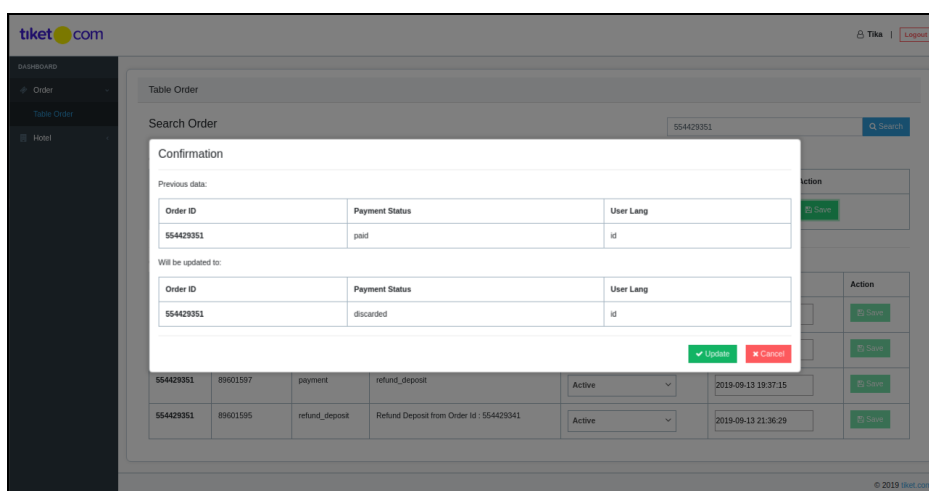 tiket com
Tika | Logout
DASHBOARD
Order
Table Order
Hotel
Table Order
Search Order
554429351
Search
Confirmation
Previous data:
Order ID Payment Status User Lang
554429351 paid id
Will be updated to:
Order ID Payment Status User Lang
554429351 discarded id
Update Cancel
Action
Save
Action
Save
Save
554429351 89601597 payment refund_deposit Active 2019-09-13 19:37:15 Save
554429351 89601595 refund_deposit Refund Deposit from Order Id : 554429341 Active 2019-09-13 21:36:29 Save
© 2019 tiket.com